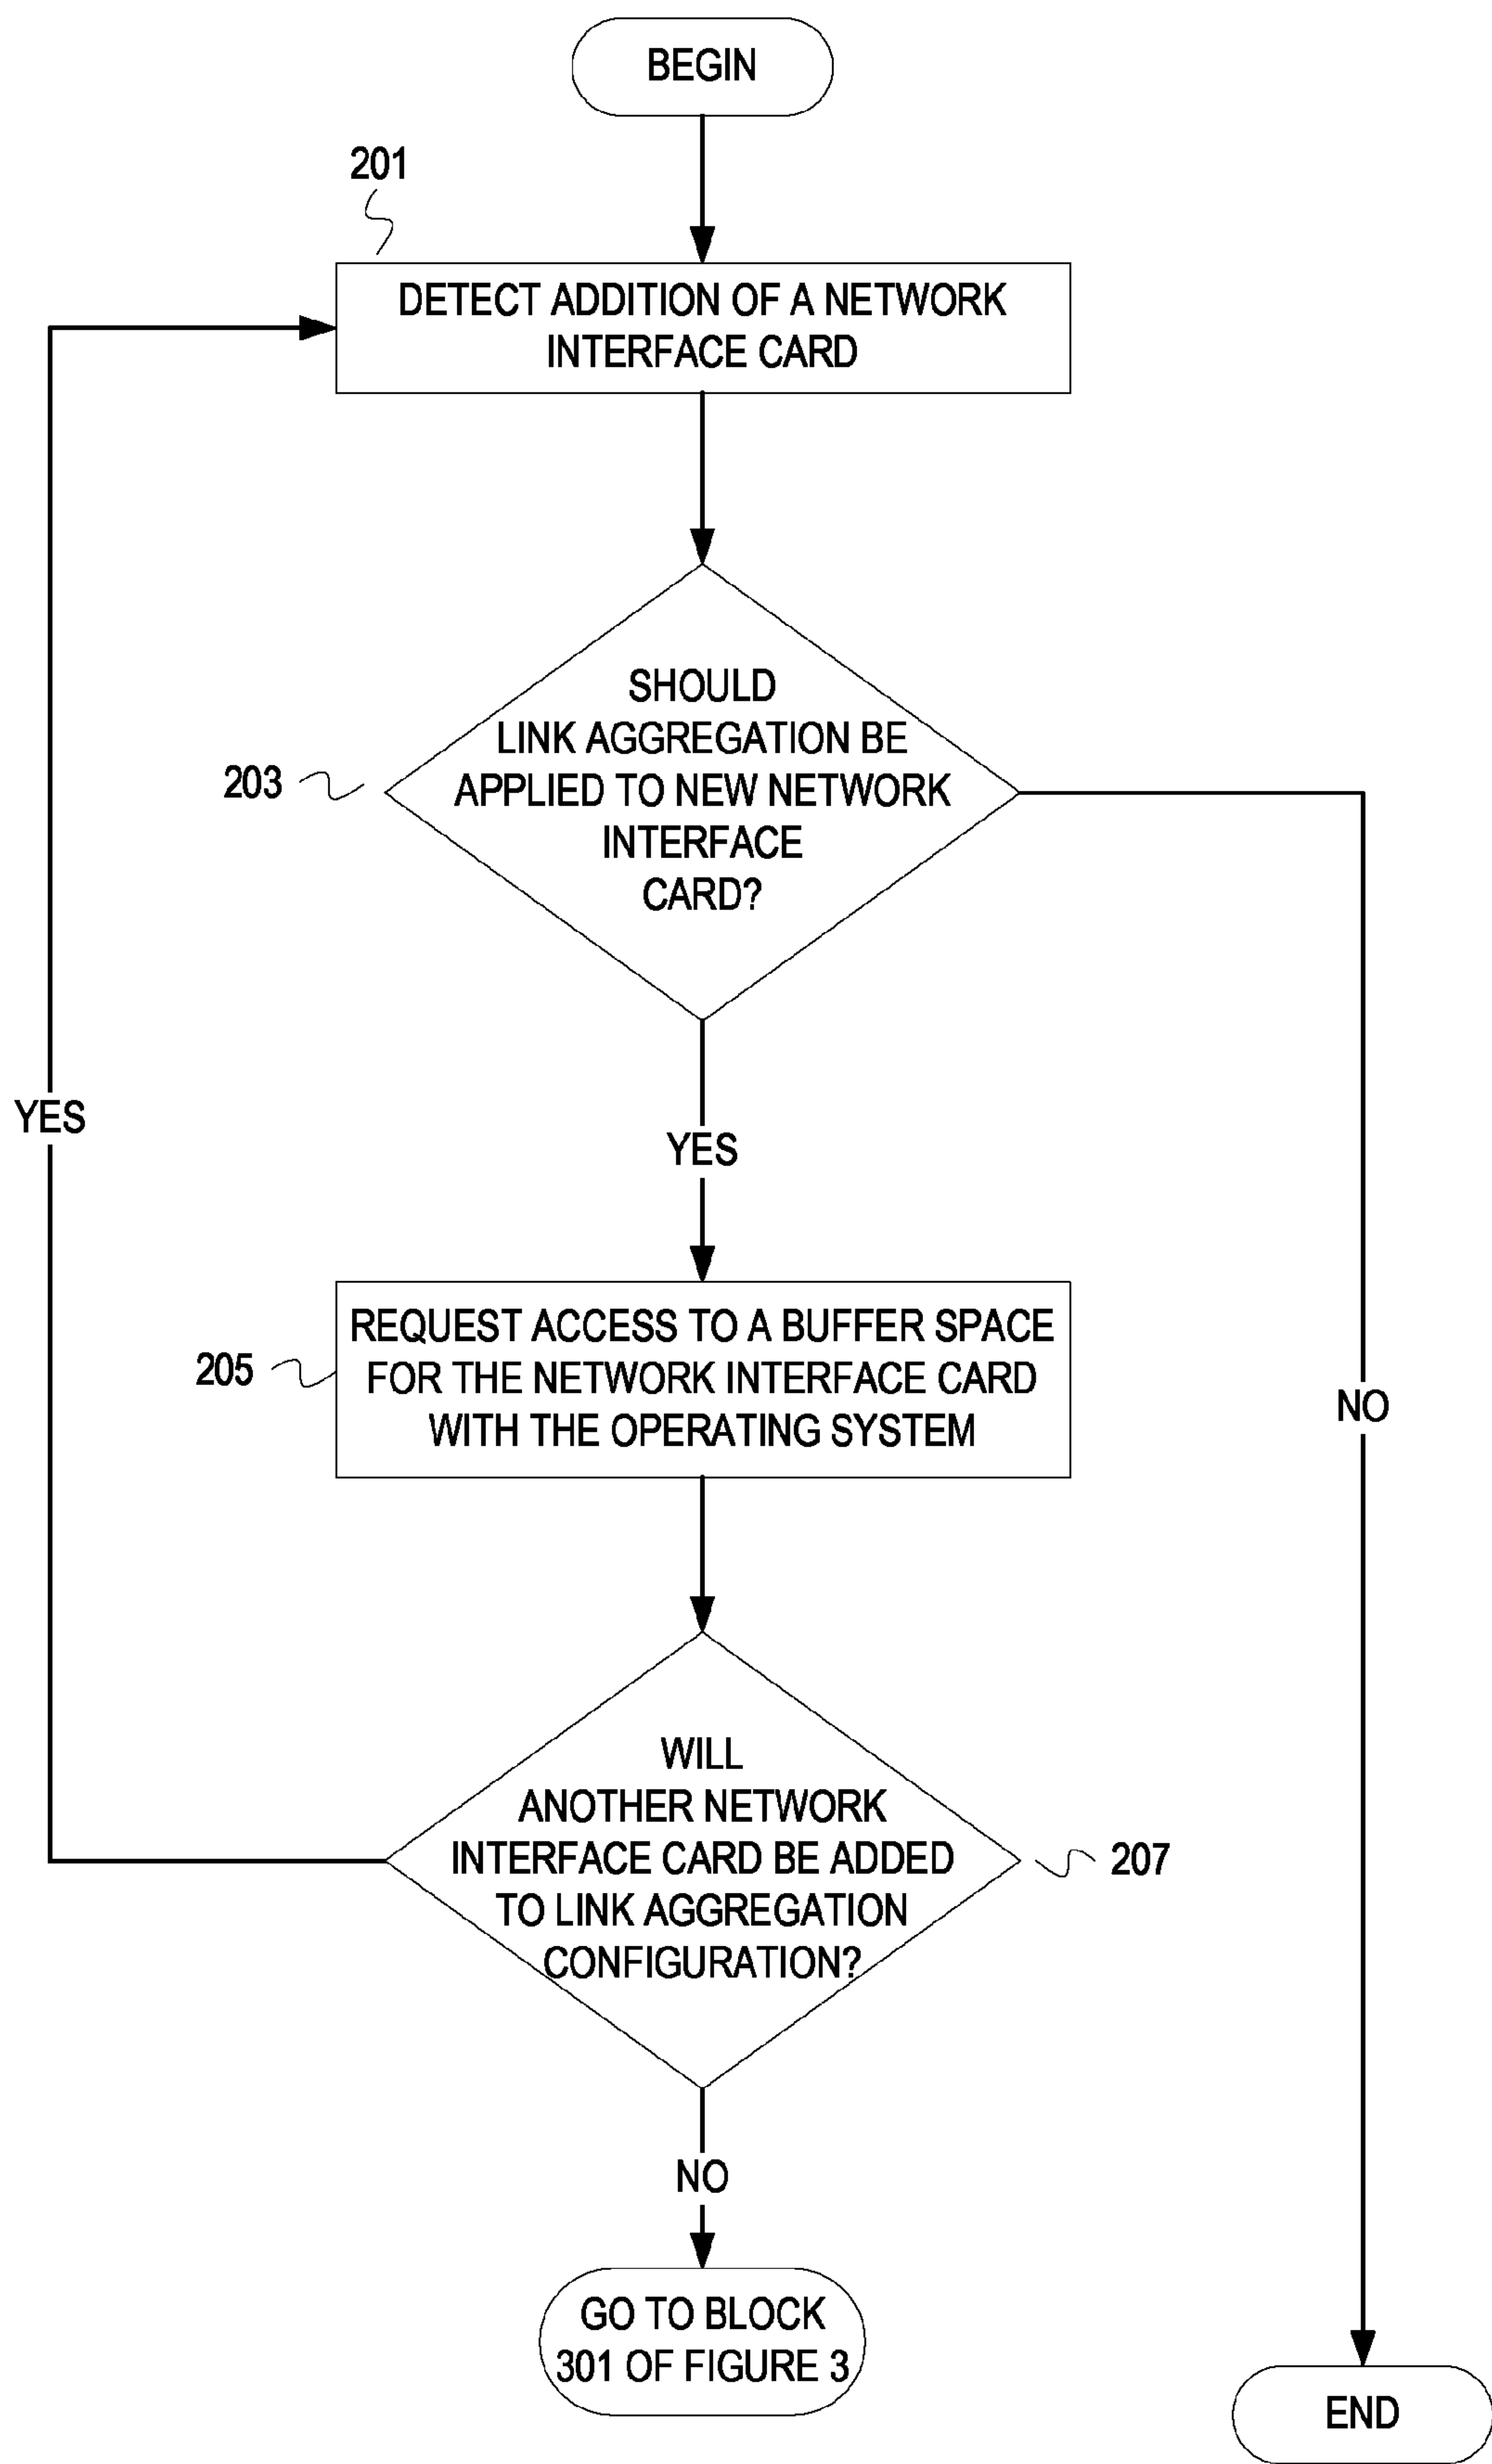 BEGIN
201
DETECT ADDITION OF A NETWORK
INTERFACE CARD
SHOULD
LINK AGGREGATION BE
APPLIED TO NEW NETWORK
INTERFACE
CARD?
203
YES
YES
REQUEST ACCESS TO A BUFFER SPACE
FOR THE NETWORK INTERFACE CARD
WITH THE OPERATING SYSTEM
205
NO
WILL
ANOTHER NETWORK
INTERFACE CARD BE ADDED
TO LINK AGGREGATION
CONFIGURATION?
207
NO
GO TO BLOCK
301 OF FIGURE 3
END